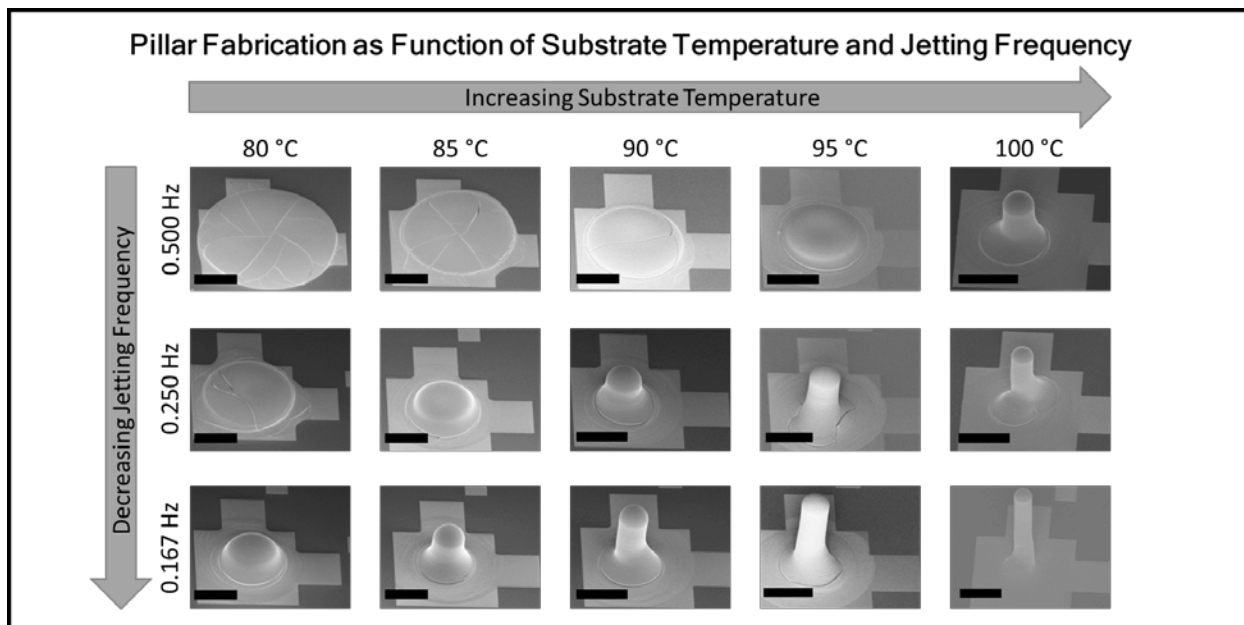 Pillar Fabrication as Function of Substrate Temperature and Jetting Frequency
Increasing Substrate Temperature
80 °C
85 °C
90 °C
95 °C
100 °C
Decreasing Jetting Frequency
0.500 Hz
0.250 Hz
0.167 Hz